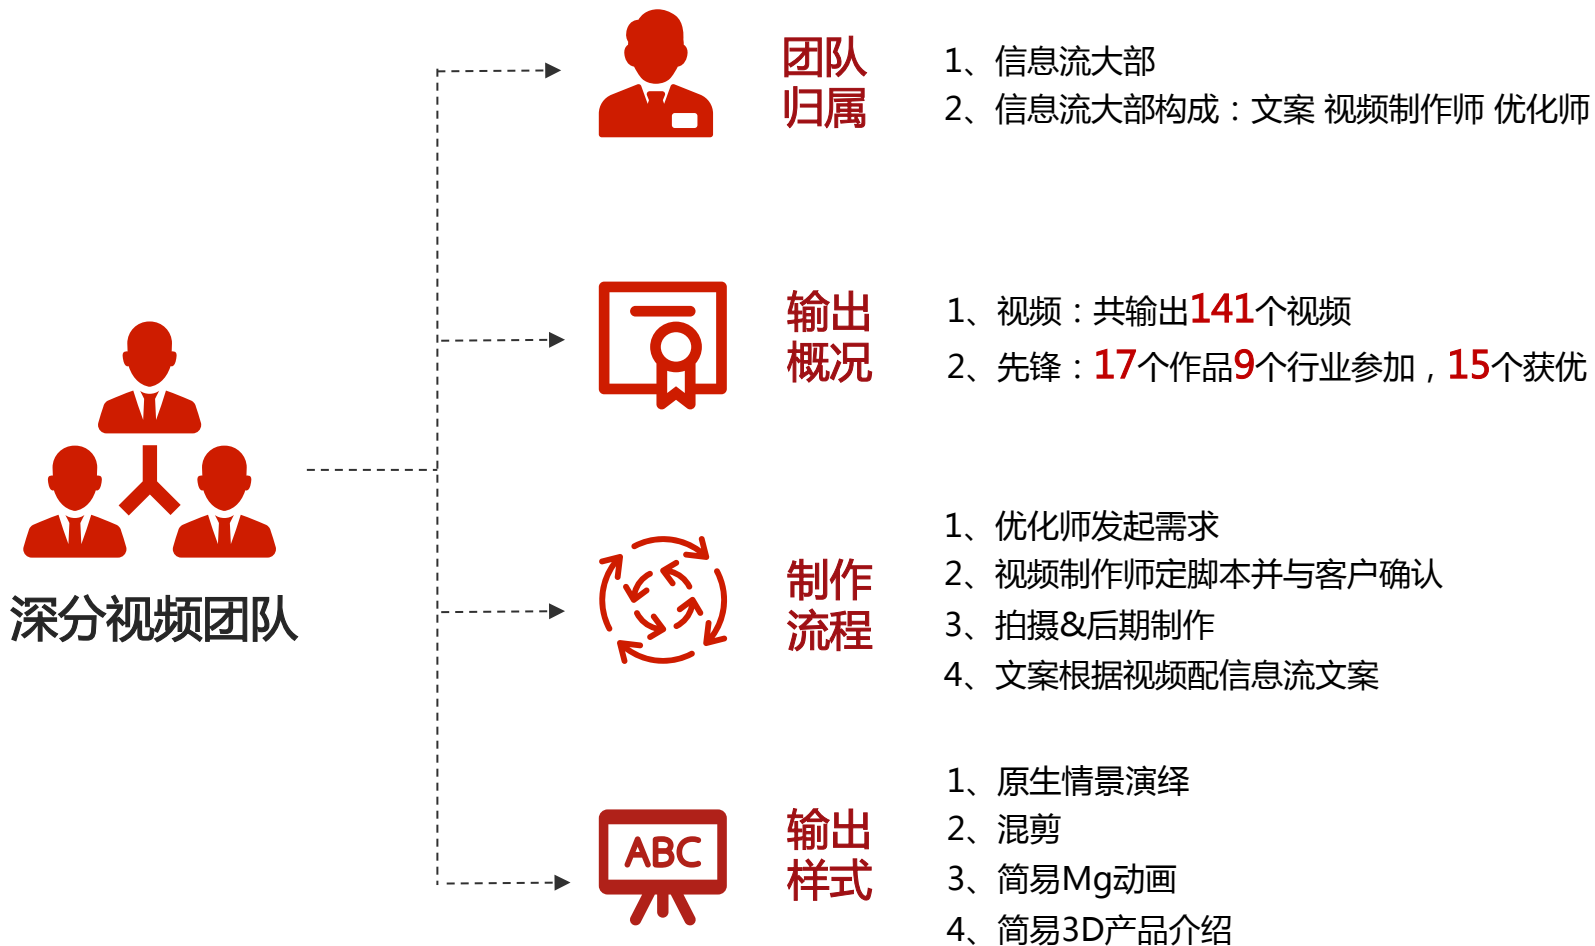 深分视频团队
团队
归属
1、信息流大部
2、信息流大部构成：文案 视频制作师 优化师
输出
概况
1、视频：共输出141个视频
2、先锋：17个作品9个行业参加，15个获优
制作
流程
1、优化师发起需求
2、视频制作师定脚本并与客户确认
3、拍摄&后期制作
4、文案根据视频配信息流文案
ABC
输出
样式
1、原生情景演绎
2、混剪
3、简易Mg动画
4、简易3D产品介绍